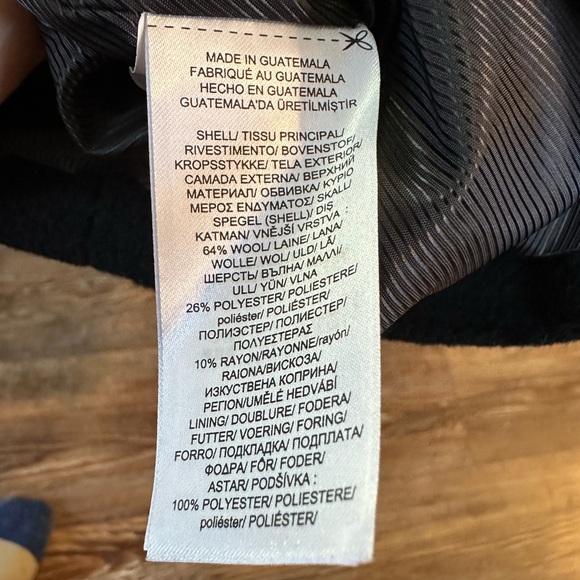 MADE IN GUATEMALA
FABRIQUÉ AU GUATEMALA
HECHO EN GUATEMALA
GUATEMALA'DA ÜRETİLMİŞTİR
SHELL/ TISSU PRINCIPAL/
RIVESTIMENTO/ BOVENSTOF/
KROPSSTYKKE/ TELA EXTERIOR/
CAMADA EXTERNA/ ВЕРХНИЙ
МАТЕРИАЛ/ ОБВИВКА/ ΚΥΡΙΟ
ΜΕΡΟΣ ΕΝΔΥΜΑΤΟΣ/ SKALL/
SPEGEL (SHELL)/ DIŞ
KATMAN/ VNĚJŠÍ VRSTVA :
64% WOOL/ LAINE/ LANA/
WOLLE/ WOL/ ULD/ LÃ/
ШЕРСТЬ/ ВЪЛНА/ ΜΑΛΛΙ/
ULL/ YÜN/ VLNA
26% POLYESTER/ POLIESTERE/
poliéster/ POLIÉSTER/
ПОЛИЭСТЕР/ ПОЛИЕСТЕР/
ΠΟΛΥΕΣΤΕΡΑΣ
10% RAYON/RAYONNE/rayón/
RAIONA/ВИСКОЗА/
ИЗКУСТВЕНА КОПРИНА/
ΡΕΓΙΟΝ/UMĚLÉ HEDVÁBÍ
LINING/ DOUBLURE/ FODERA/
FUTTER/ VOERING/ FORING/
FORRO/ ПОДКЛАДКА/ ПОДПЛАТА/
ΦΟΔΡΑ/ FÖR/ FODER/
ASTAR/ PODŠÍVKA :
100% POLYESTER/ POLIESTERE/
poliéster/ POLIÉSTER/